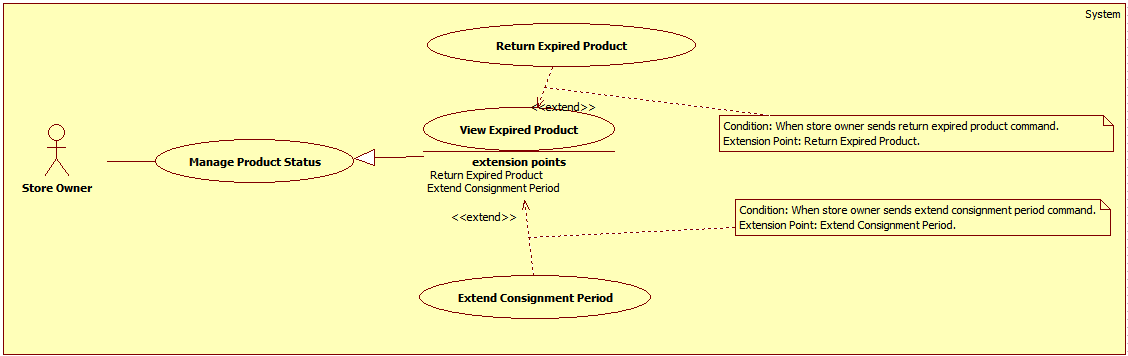 System
Return Expired Product
<<extend>>
View Expired Product
Condition: When store owner sends return expired product command.
Extension Point: Return Expired Product.
Manage Product Status
extension points
Return Expired Product
Extend Consignment Period
Store Owner
<<extend>>
Condition: When store owner sends extend consignment period command.
Extension Point: Extend Consignment Period.
Extend Consignment Period